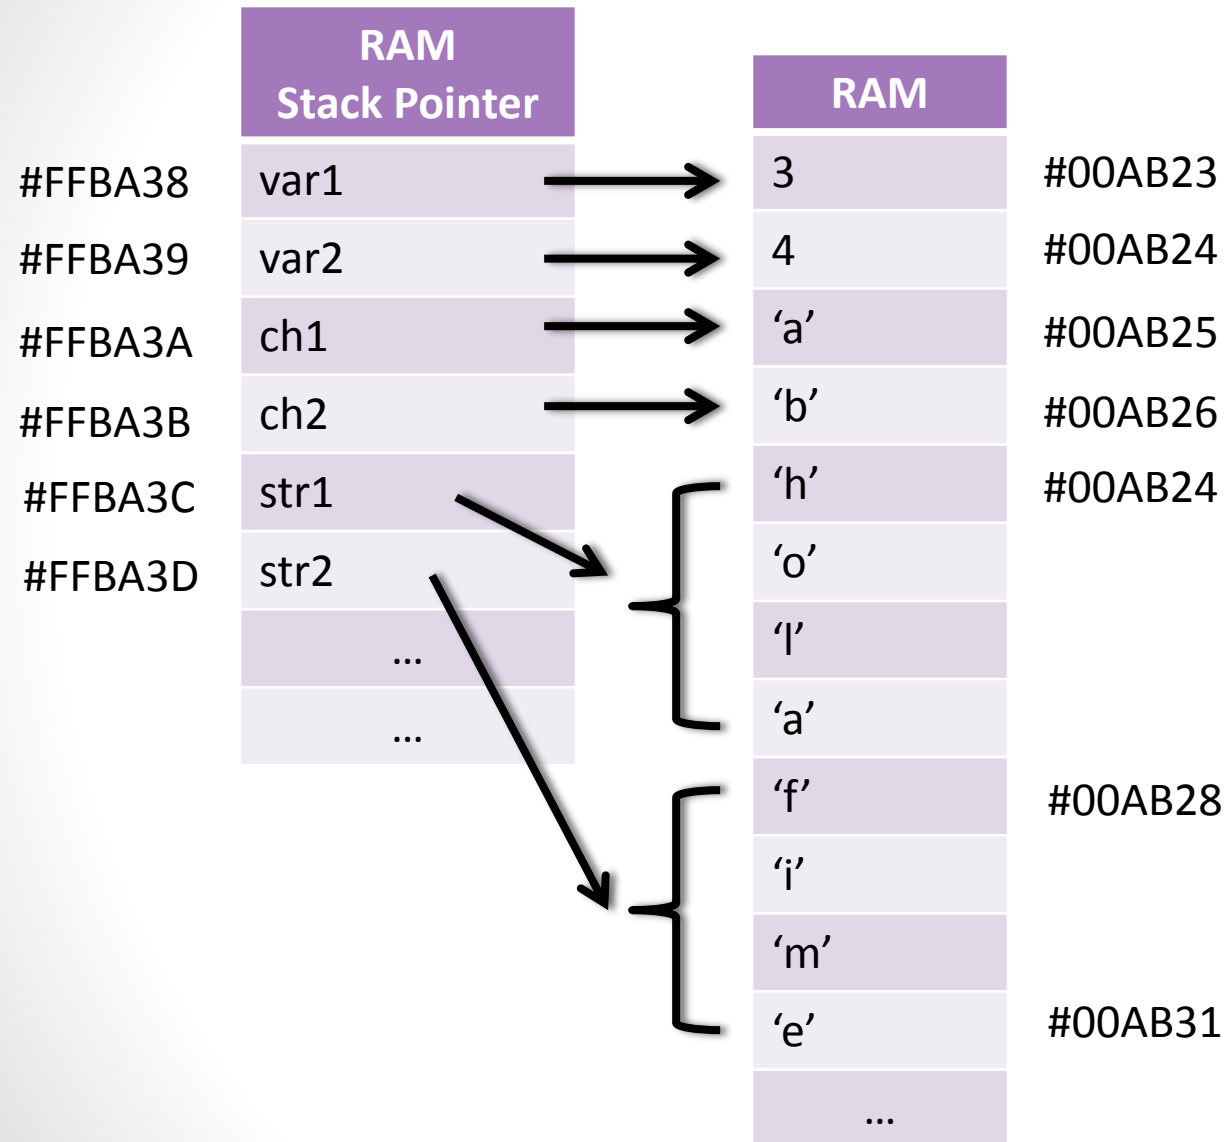 RAM
Stack Pointer
RAM
#FFBA38 var1 3 #00AB23
#FFBA39 var2 4 #00AB24
#FFBA3A ch1 ‘a’ #00AB25
#FFBA3B ch2 ‘b’ #00AB26
#FFBA3C str1 ‘h’ #00AB24
#FFBA3D str2 ‘o’
... ‘l’
... ‘a’
‘f’ #00AB28
‘i’
‘m’
‘e’ #00AB31
...